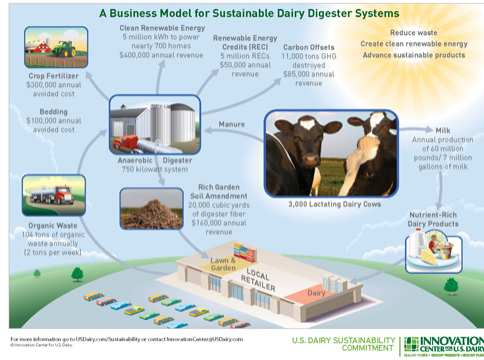 A Business Model for Sustainable Dairy Digester Systems
Clean Renewable Energy
5 million kWh to power
nearly 700 homes
$400,000 annual revenue
Renewable Energy
Credits (REC)
5 million RECs
$50,000 annual
revenue
Carbon Offsets
11,000 tons GHG
destroyed
$85,000 annual
revenue
Reduce waste
Create clean renewable energy
Advance sustainable products
Crop Fertilizer
$300,000 annual
avoided cost
Bedding
$100,000 annual
avoided cost
Manure
Anaerobic Digester
750 kilowatt system
Milk
Annual production
of 60 million
pounds/ 7 million
gallons of milk
3,000 Lactating Dairy Cows
Rich Garden
Soil Amendment
20,000 cubic yards
of digester fiber
$160,000 annual
revenue
Nutrient-Rich
Dairy Products
Organic Waste
104 tons of organic
waste annually
(2 tons per week)
Lawn &
Garden
LOCAL
RETAILER
Dairy
For more information go to USDairy.com/Sustainability or contact InnovationCenter@USDairy.com
© Innovation Center for U.S. Dairy
U.S. DAIRY SUSTAINABILITY
COMMITMENT
INNOVATION
CENTER FOR U.S. DAIRY